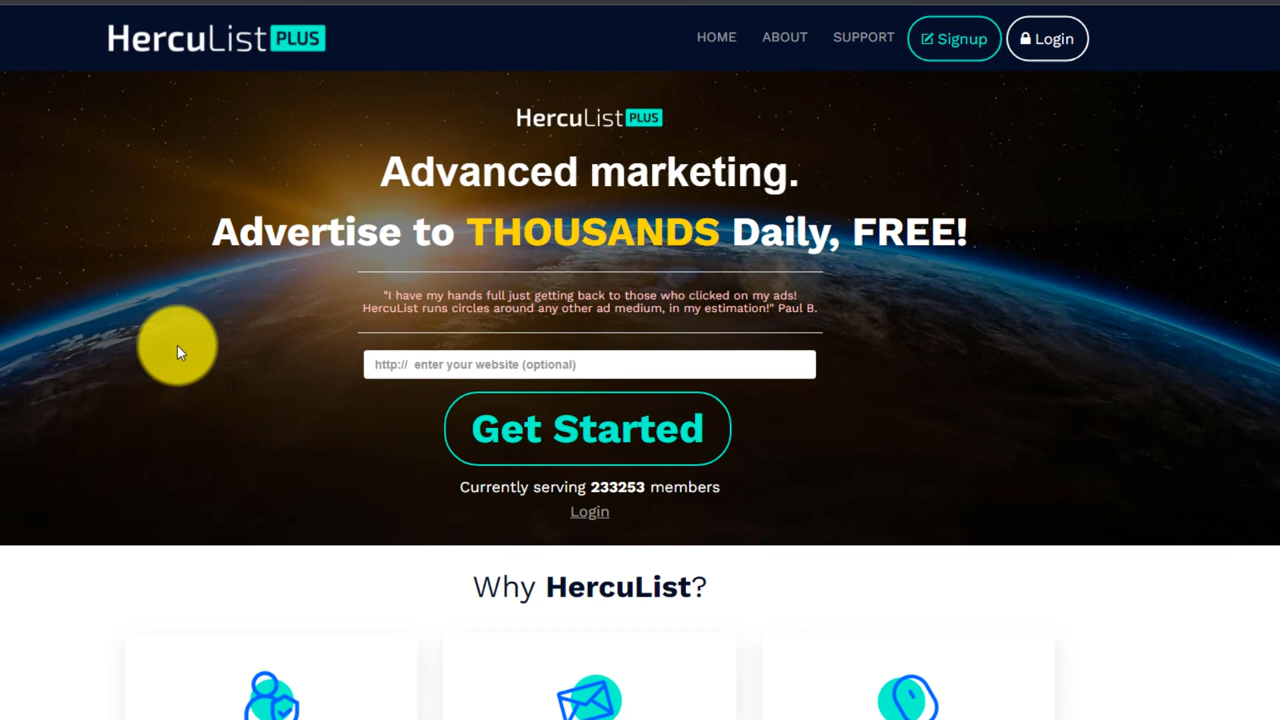 HercuList PLUS
HOME ABOUT SUPPORT Signup Login
HercuList PLUS
Advanced marketing.
Advertise to THOUSANDS Daily, FREE!
"I have my hands full just getting back to those who clicked on my ads!
HercuList runs circles around any other ad medium, in my estimation!" Paul B.
http:// enter your website (optional)
Get Started
Currently serving 233253 members
Login
Why HercuList?